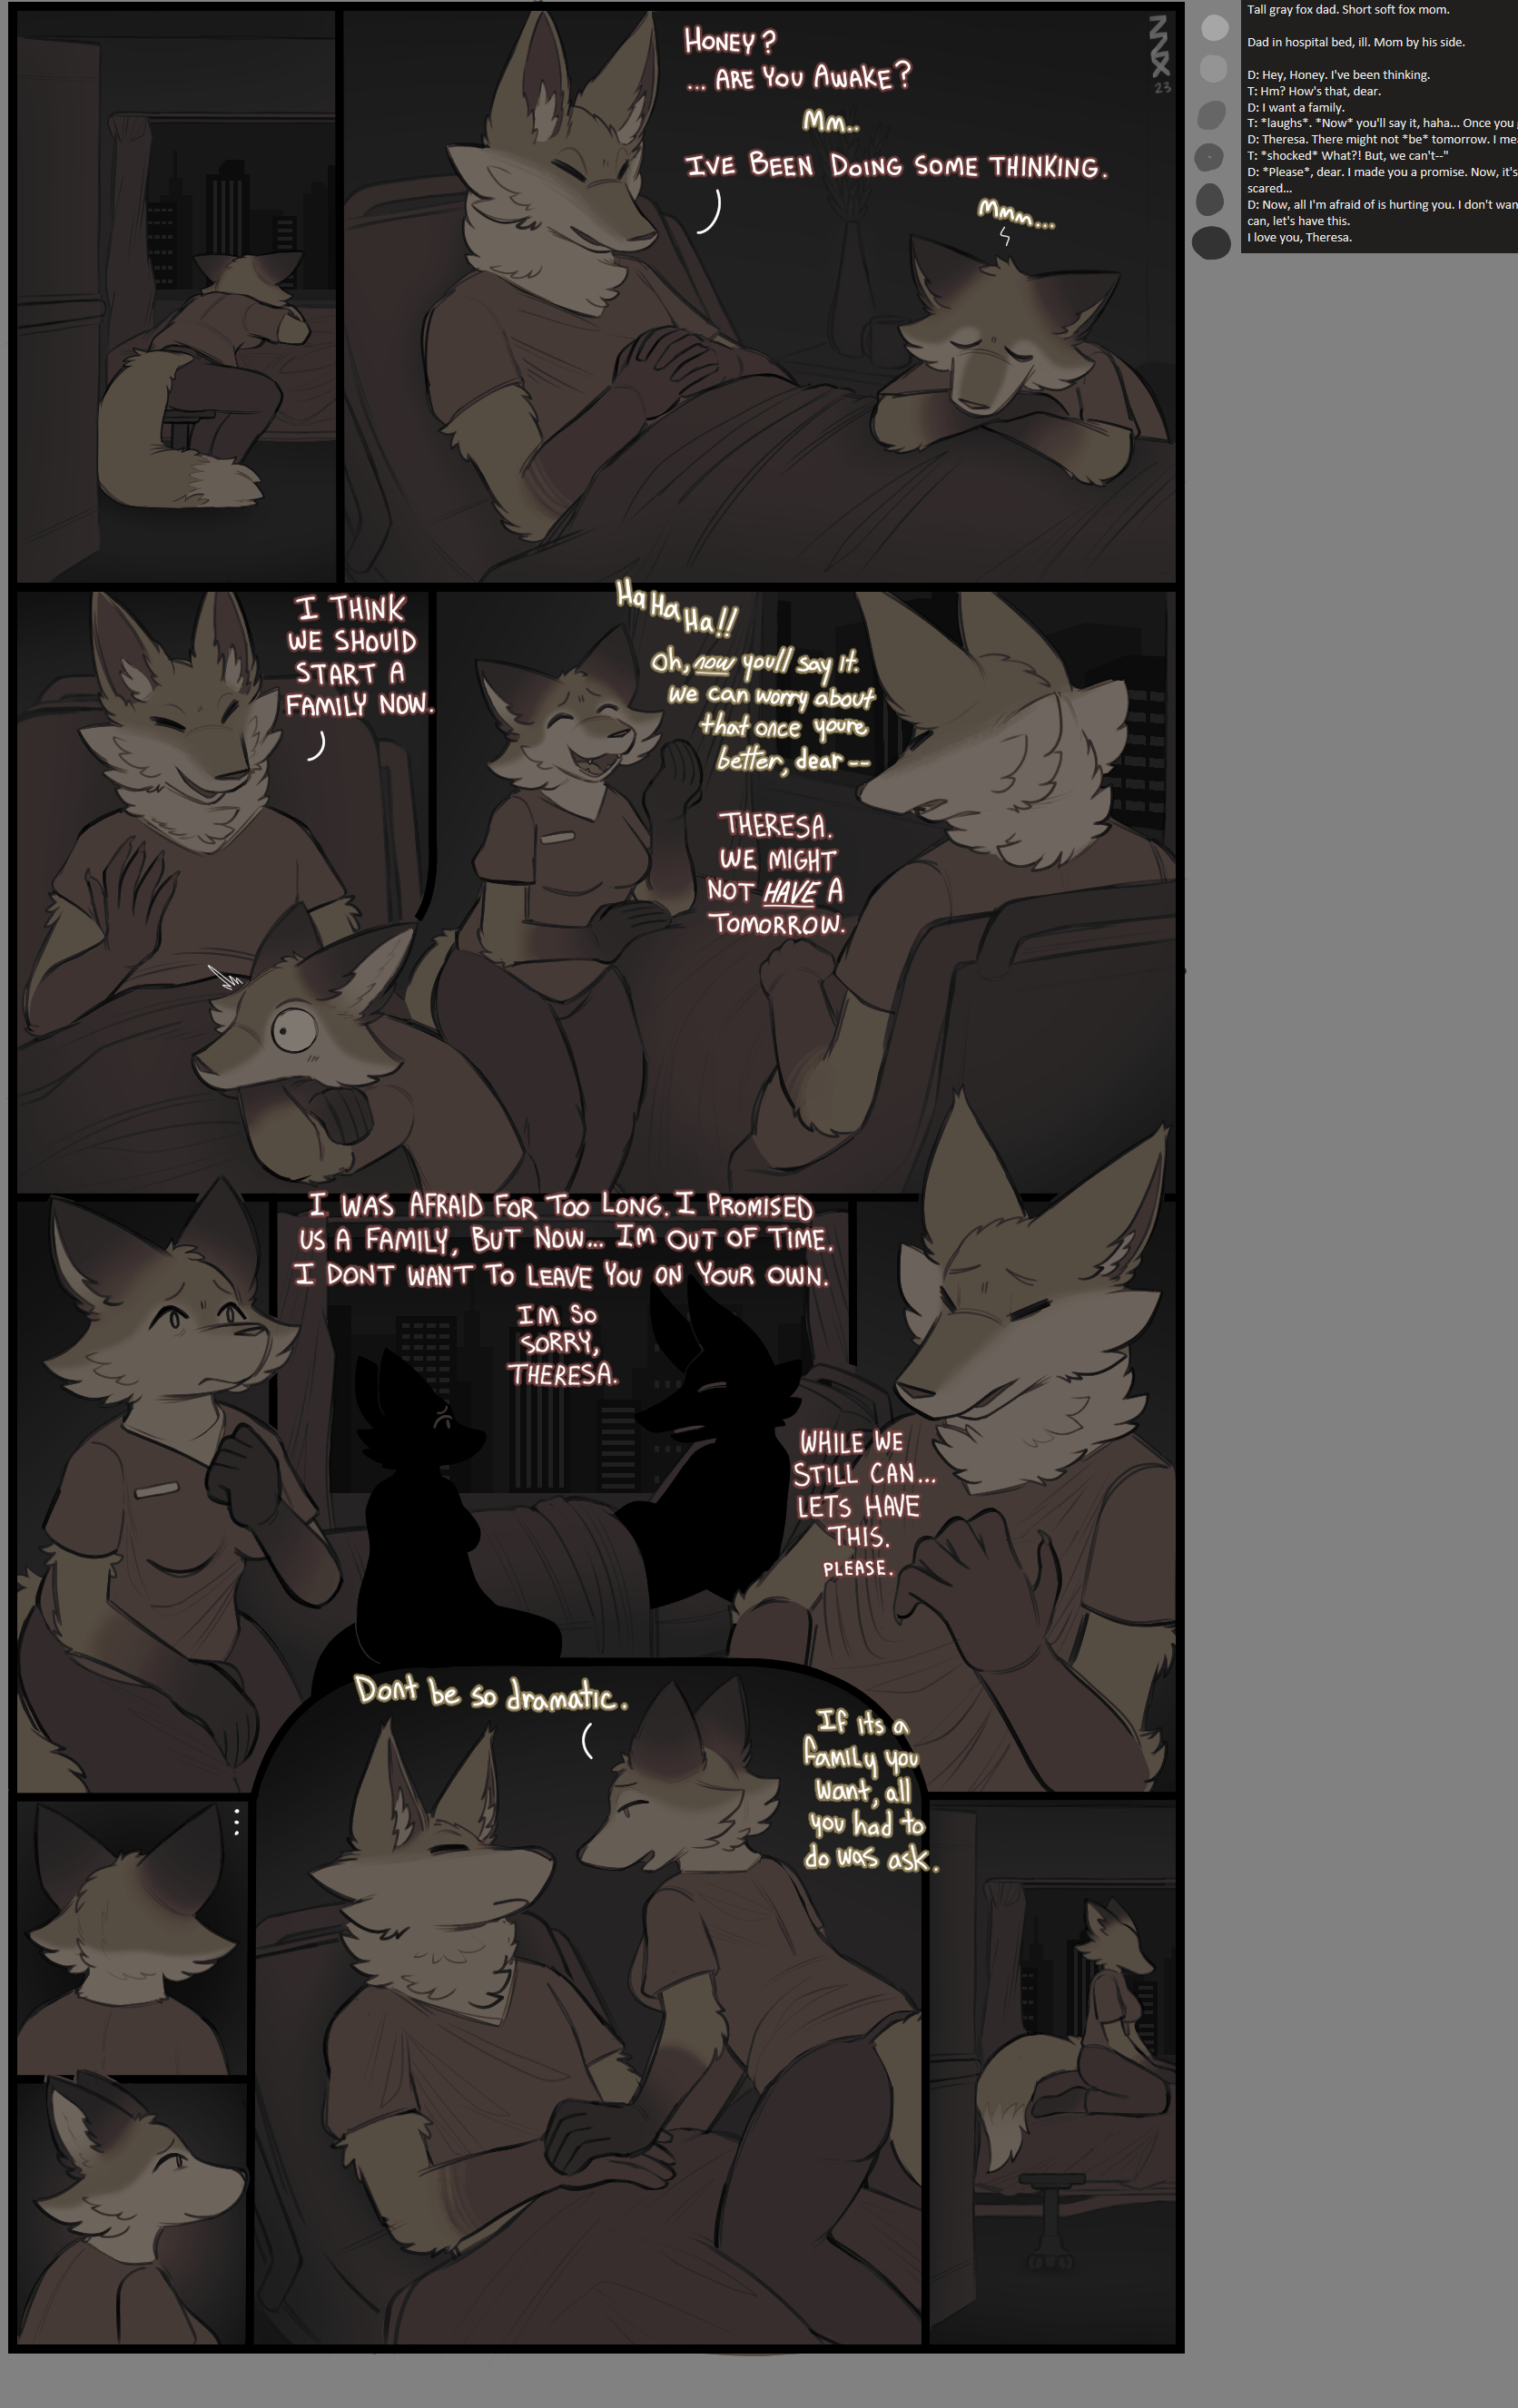 HONEY?
... ARE YOU AWAKE?
Mm..
IVE BEEN DOING SOME THINKING.
Mmm...
ZZX
23
I THINK
WE SHOULD
START A
FAMILY NOW.
HaHaHa!!
Oh, now you'll say it.
we can worry about
that once youre
better, dear --
THERESA.
WE MIGHT
NOT HAVE A
TOMORROW.
I WAS AFRAID FOR TOO LONG. I PROMISED
US A FAMILY, BUT NOW... IM OUT OF TIME.
I DONT WANT TO LEAVE YOU ON YOUR OWN.
IM SO
SORRY,
THERESA.
WHILE WE
STILL CAN...
LETS HAVE
THIS.
PLEASE.
Dont be so dramatic.
If its a
family you
want, all
you had to
do was ask.
...
Tall gray fox dad. Short soft fox mom.
Dad in hospital bed, ill. Mom by his side.
D: Hey, Honey. I've been thinking.
T: Hm? How's that, dear.
D: I want a family.
T: *laughs*. *Now* you'll say it, haha... Once you
D: Theresa. There might not *be* tomorrow. I
T: *shocked* What?! But, we can't--"
D: *Please*, dear. I made you a promise. Now, it's
scared...
D: Now, all I'm afraid of is hurting you. I don't
can, let's have this.
I love you, Theresa.